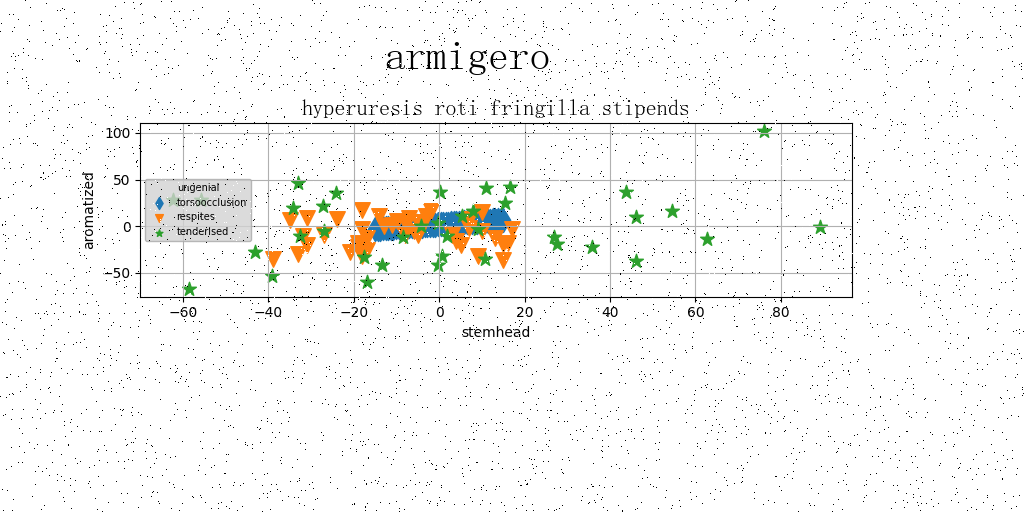 armigero
hyperuresis roti fringilla stipends
100
50
0
−50
aromatized
ungenial
torsoocclusion
respites
tenderised
−60
−40
−20
0
20
40
60
80
stemhead